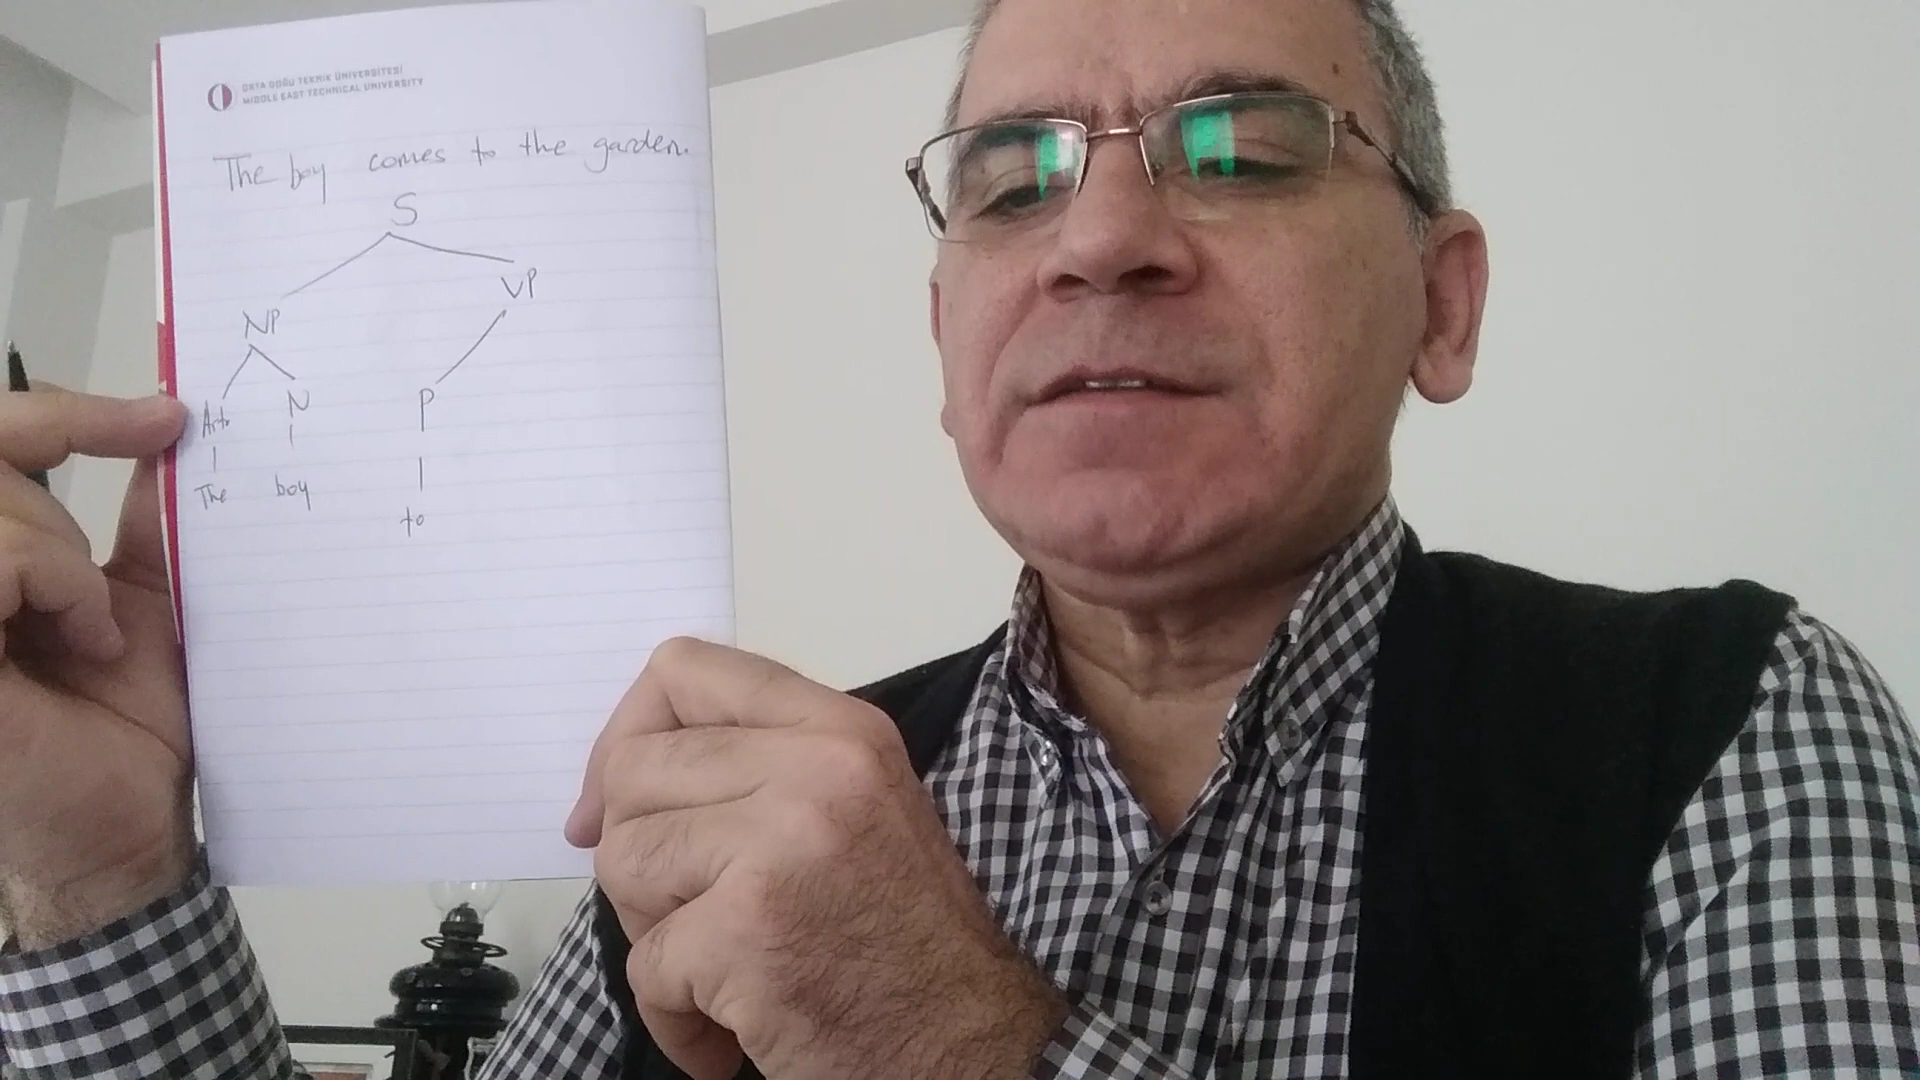 ORTA DOĞU TEKNİK ÜNİVERSİTESİ
MIDDLE EAST TECHNICAL UNIVERSITY
The boy comes to the garden.
S
NP VP
Art. N P
The boy to